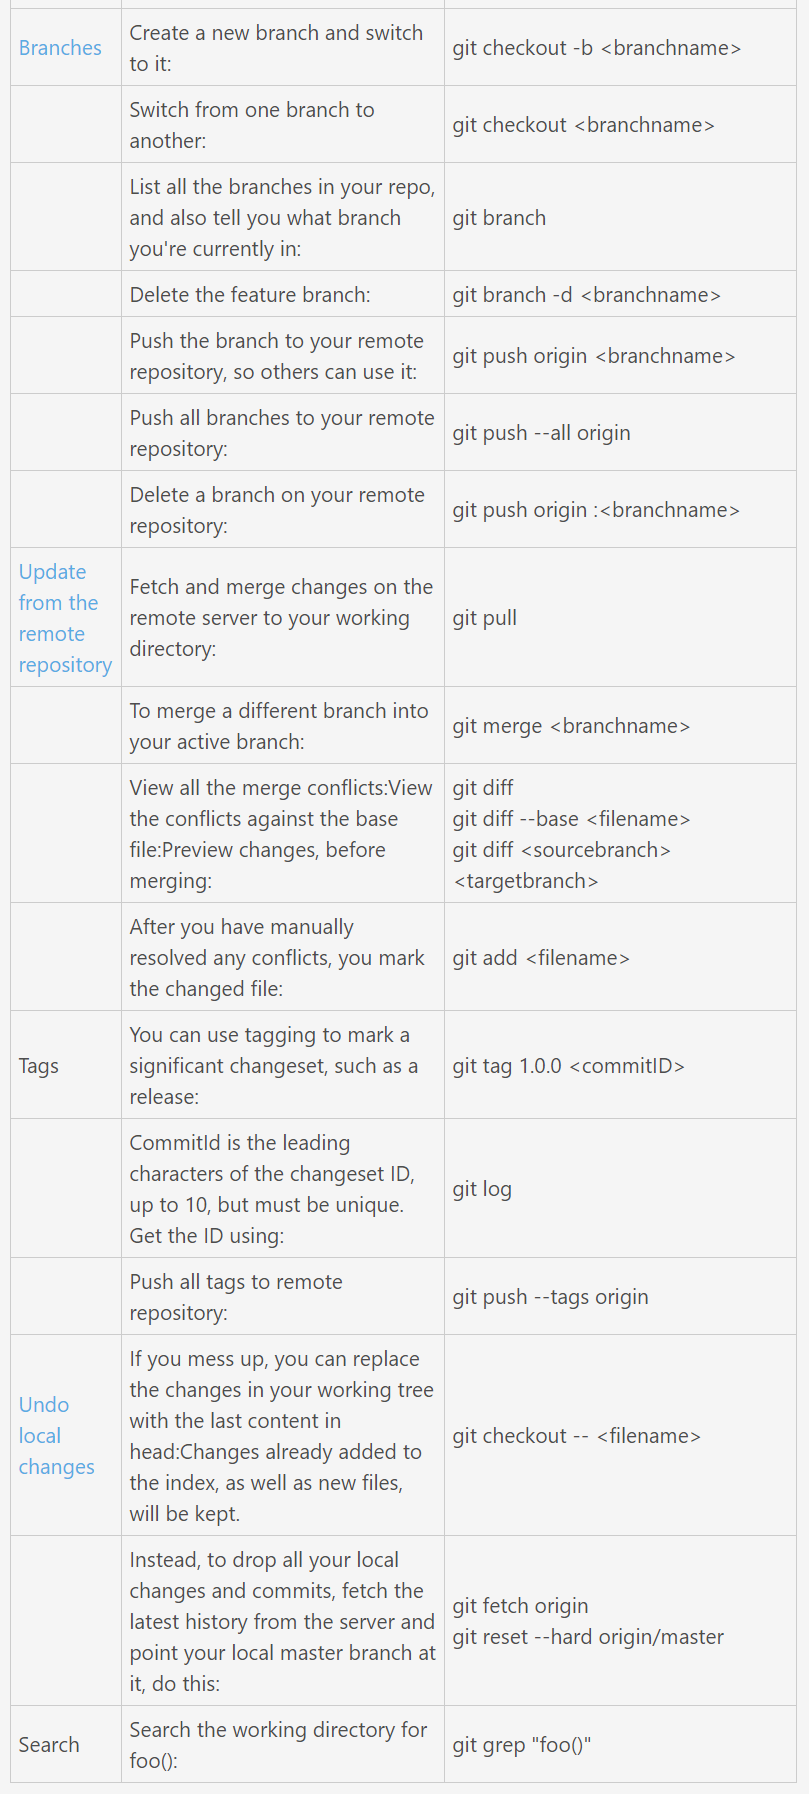 Branches
Create a new branch and switch
to it:
git checkout -b <branchname>
Switch from one branch to
another:
git checkout <branchname>
List all the branches in your repo,
and also tell you what branch
you're currently in:
git branch
Delete the feature branch:
git branch -d <branchname>
Push the branch to your remote
repository, so others can use it:
git push origin <branchname>
Push all branches to your remote
repository:
git push --all origin
Delete a branch on your remote
repository:
git push origin :<branchname>
Update
from the
remote
repository
Fetch and merge changes on the
remote server to your working
directory:
git pull
To merge a different branch into
your active branch:
git merge <branchname>
View all the merge conflicts:View
the conflicts against the base
file:Preview changes, before
merging:
git diff
git diff --base <filename>
git diff <sourcebranch>
<targetbranch>
After you have manually
resolved any conflicts, you mark
the changed file:
git add <filename>
Tags
You can use tagging to mark a
significant changeset, such as a
release:
git tag 1.0.0 <commitID>
CommitId is the leading
characters of the changeset ID,
up to 10, but must be unique.
Get the ID using:
git log
Push all tags to remote
repository:
git push --tags origin
Undo
local
changes
If you mess up, you can replace
the changes in your working tree
with the last content in
head:Changes already added to
the index, as well as new files,
will be kept.
git checkout -- <filename>
Instead, to drop all your local
changes and commits, fetch the
latest history from the server and
point your local master branch at
it, do this:
git fetch origin
git reset --hard origin/master
Search
Search the working directory for
foo():
git grep "foo()"